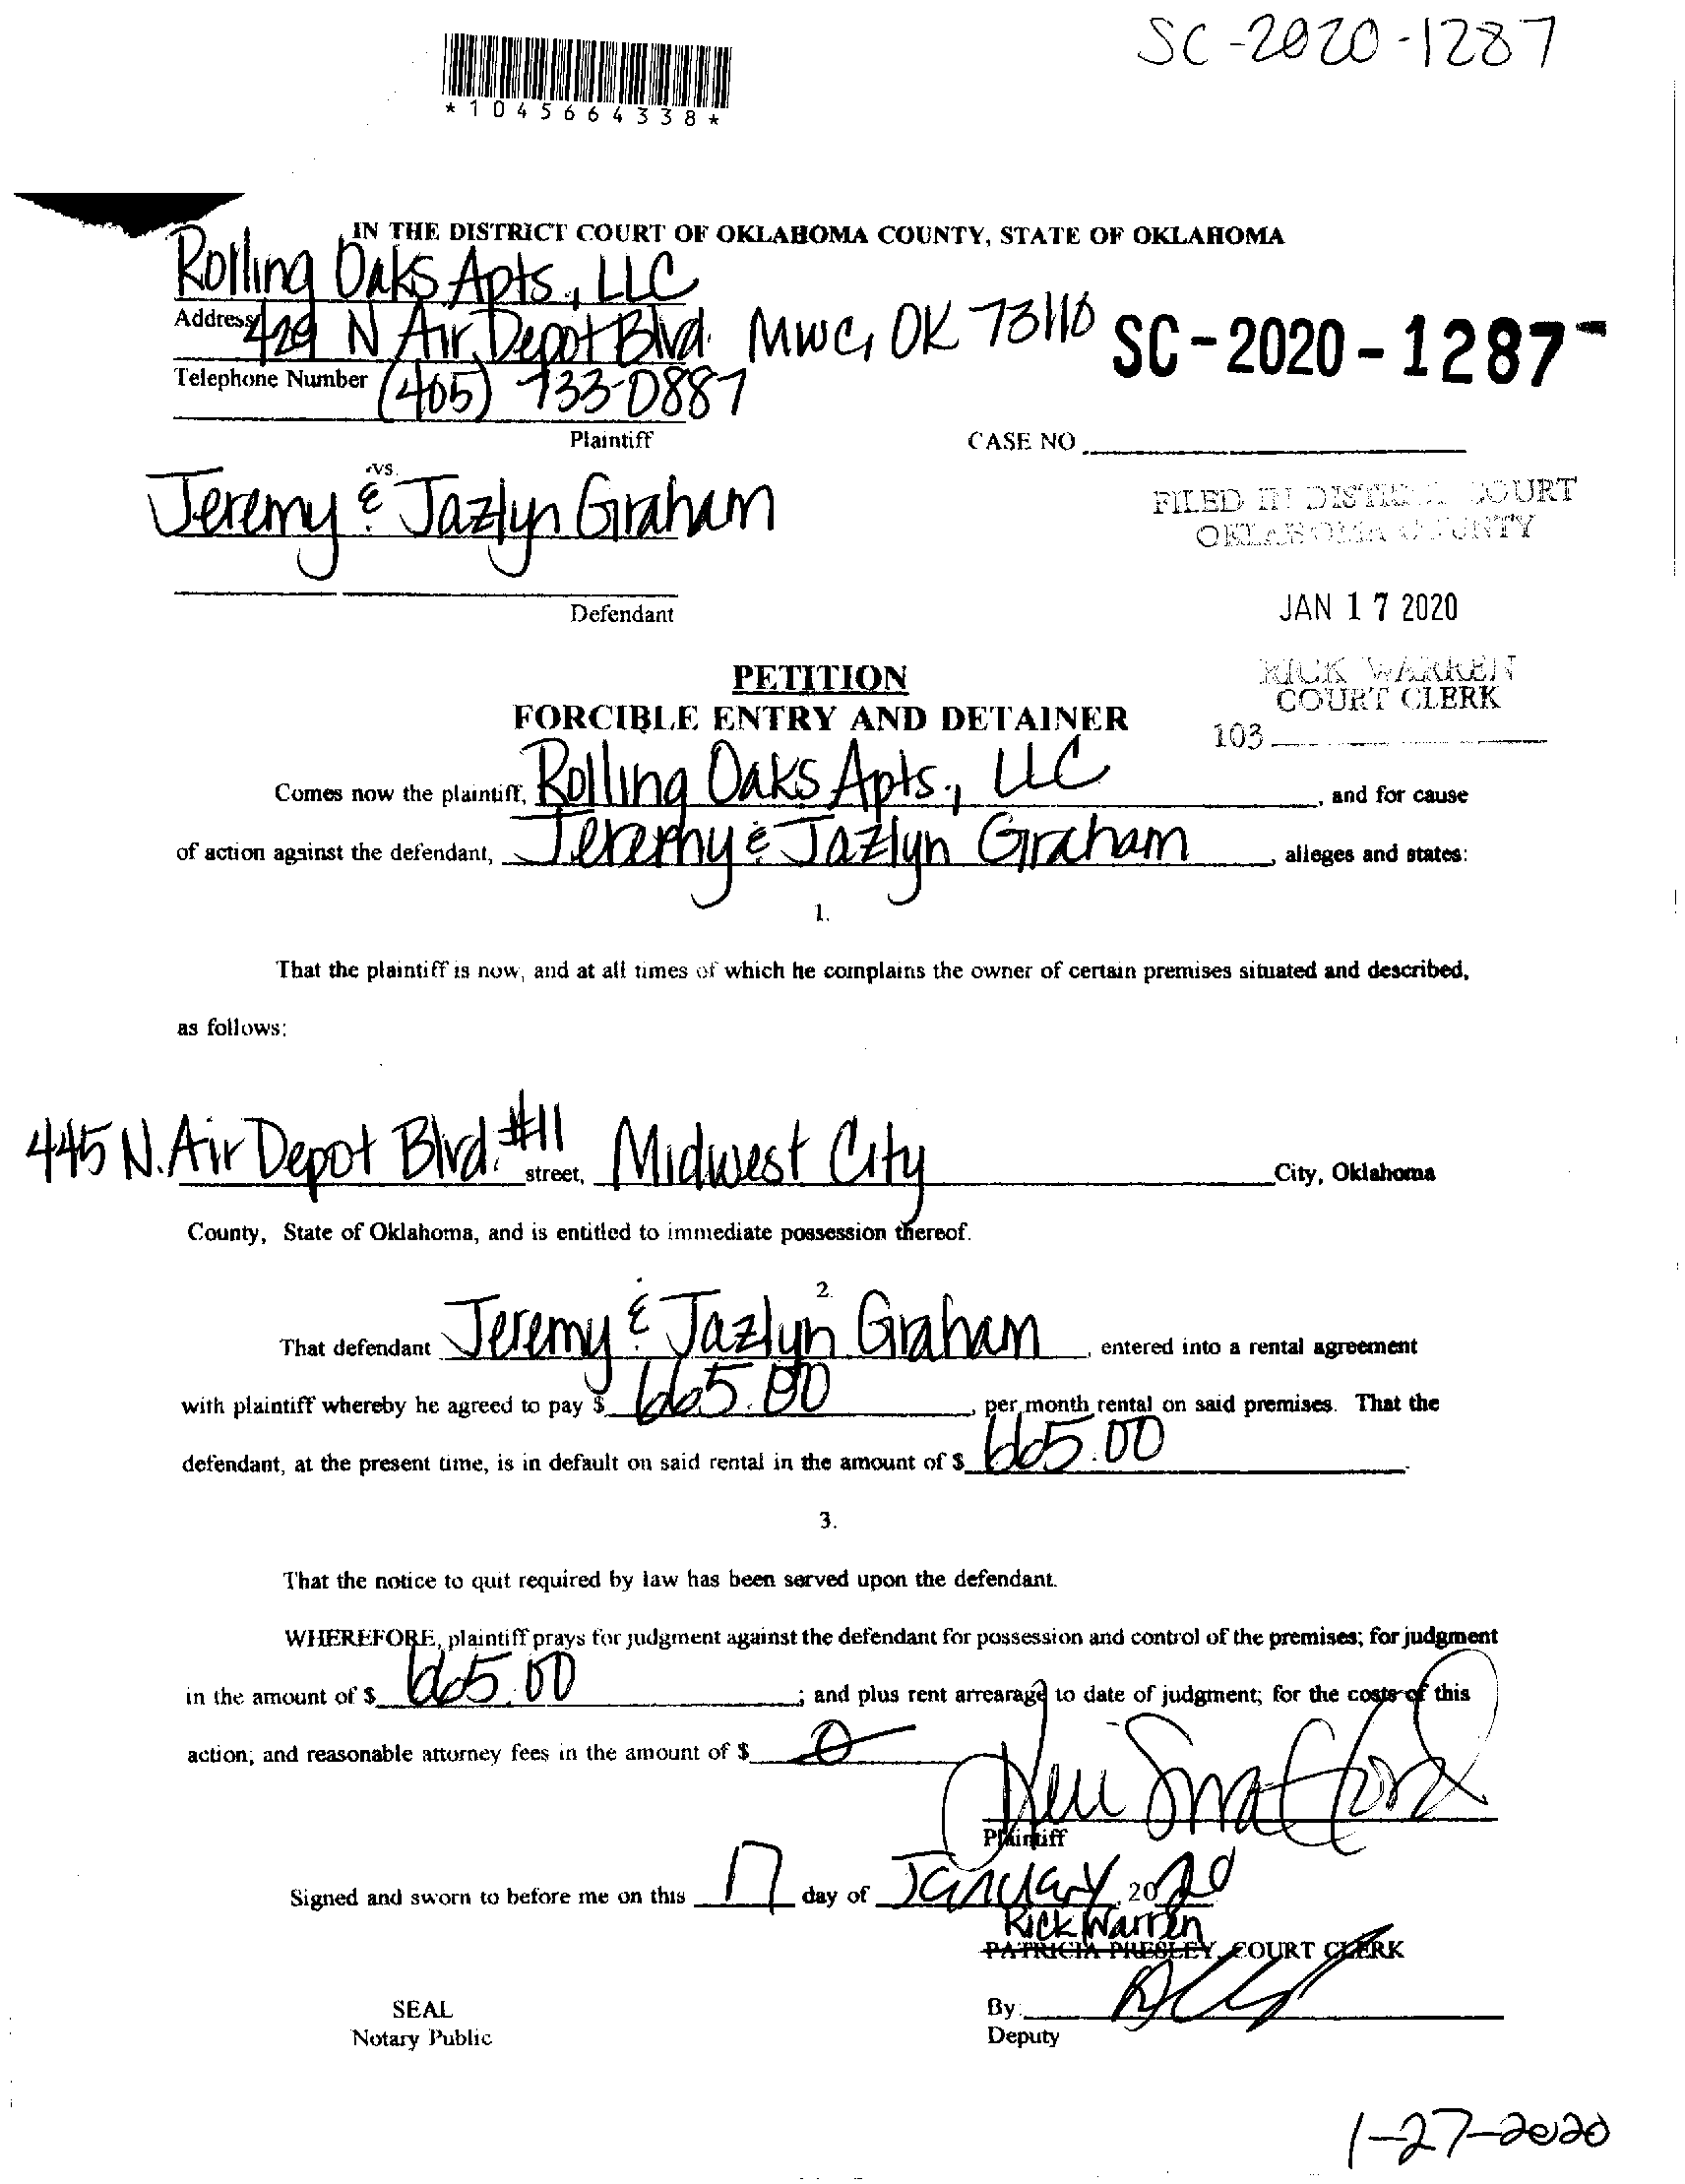 SC-2020-1287
*1045664338*
IN THE DISTRICT COURT OF OKLAHOMA COUNTY, STATE OF OKLAHOMA
Rolling Oaks Apts., LLC
Address 429 N Air Depot Blvd. MWC, OK 73110
SC-2020-1287-
Telephone Number (405) 733-0887
Plaintiff
CASE NO
vs.
Jeremy & Jazlyn Graham
FILED IN DISTRICT COURT
OKLAHOMA COUNTY
Defendant
JAN 17 2020
PETITION
RICK WARREN
COURT CLERK
FORCIBLE ENTRY AND DETAINER
103
Comes now the plaintiff, Rolling Oaks Apts., LLC, and for cause
of action against the defendant, Jeremy & Jazlyn Graham, alleges and states:
1.
That the plaintiff is now, and at all times of which he complains the owner of certain premises situated and described,
as follows:
445 N. Air Depot Blvd. #11 street, Midwest City City, Oklahoma
County, State of Oklahoma, and is entitled to immediate possession thereof.
2.
That defendant Jeremy & Jazlyn Graham, entered into a rental agreement
with plaintiff whereby he agreed to pay $ 665.00, per month rental on said premises. That the
defendant, at the present time, is in default on said rental in the amount of $ 665.00.
3.
That the notice to quit required by law has been served upon the defendant.
WHEREFORE, plaintiff prays for judgment against the defendant for possession and control of the premises; for judgment
in the amount of $ 665.00; and plus rent arrearage to date of judgment; for the costs of this
action; and reasonable attorney fees in the amount of $ 0
Plaintiff
Signed and sworn to before me on this 17 day of January, 2020
Rick Warren
PATRICIA PRESLEY, COURT CLERK
SEAL
By:
Notary Public
Deputy
1-27-2020